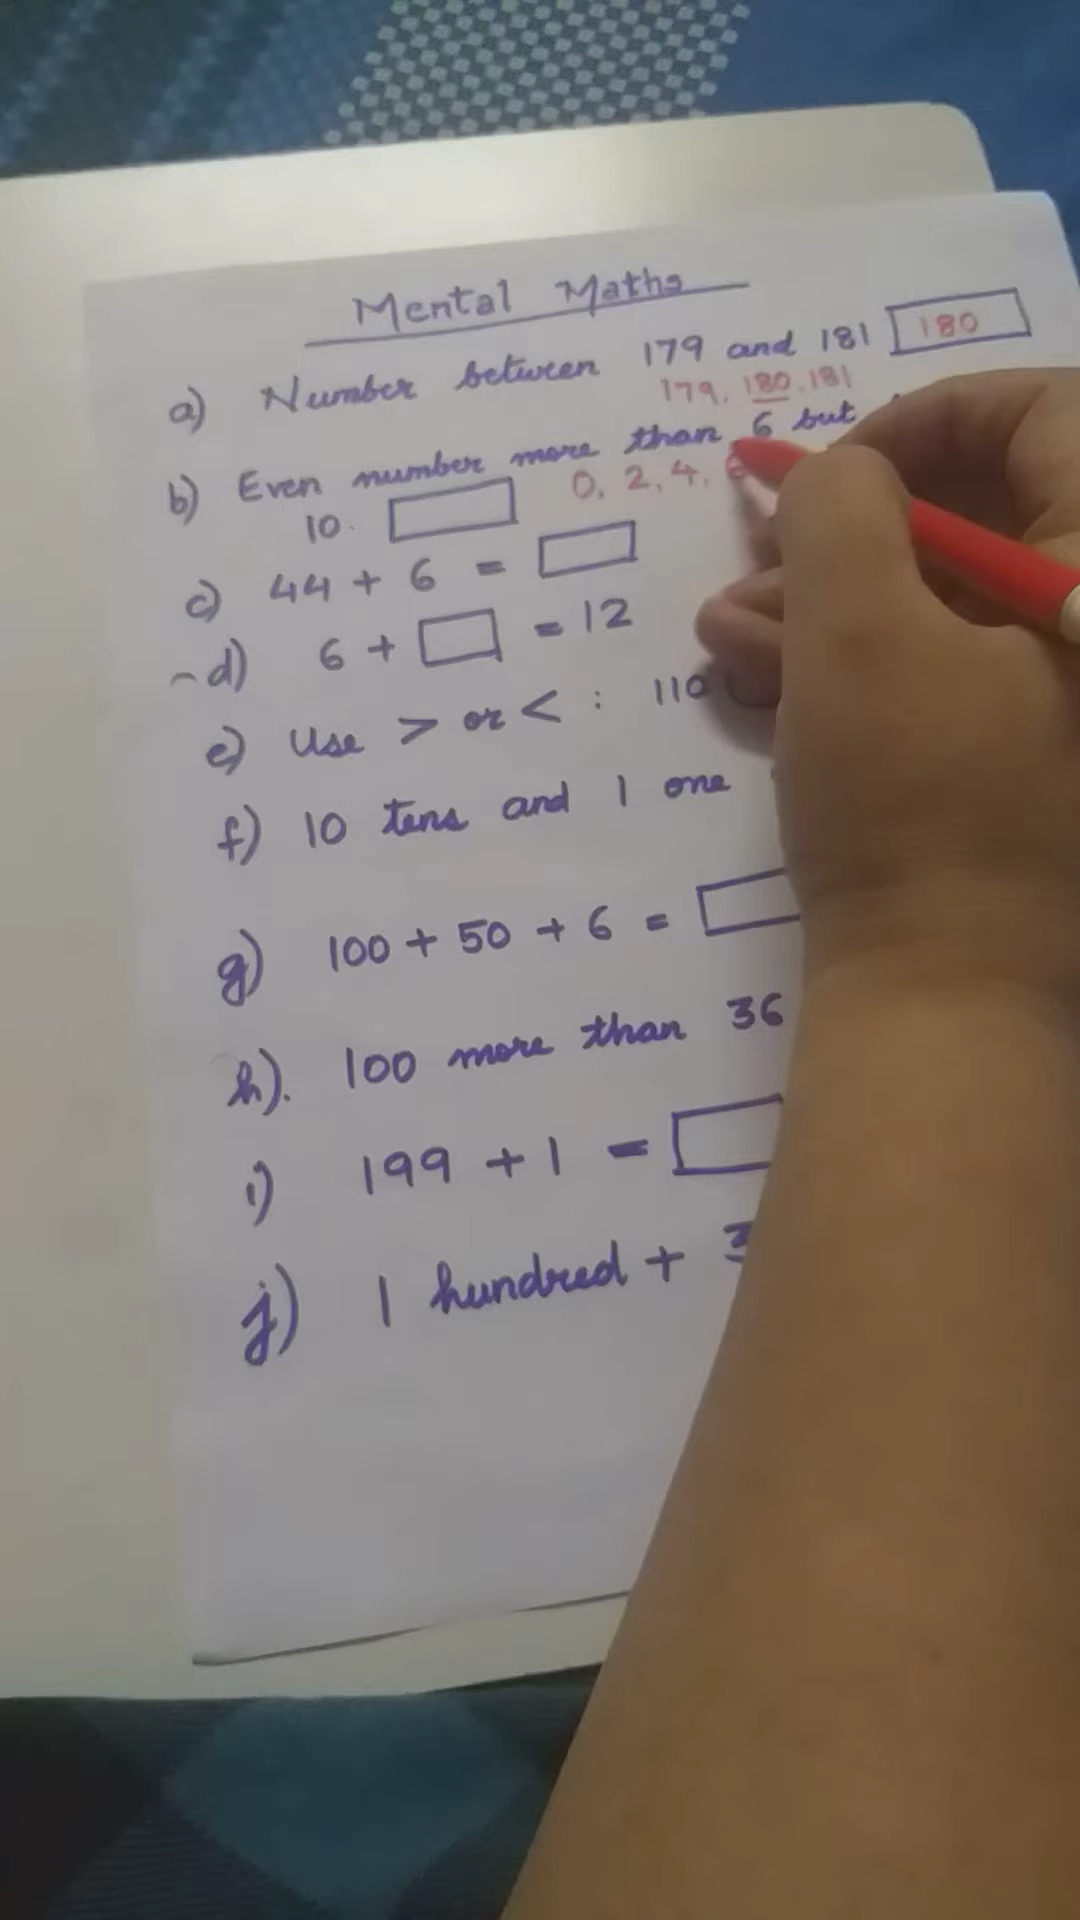 Mental Maths
a) Number between 179 and 181 180
179, 180, 181
b) Even number more than 6 but
10. 0, 2, 4,
c) 44 + 6 =
d) 6 + = 12
e) Use > or < : 110
f) 10 tens and 1 one
g) 100 + 50 + 6 =
h). 100 more than 36
i) 199 + 1 =
j) 1 hundred + 3